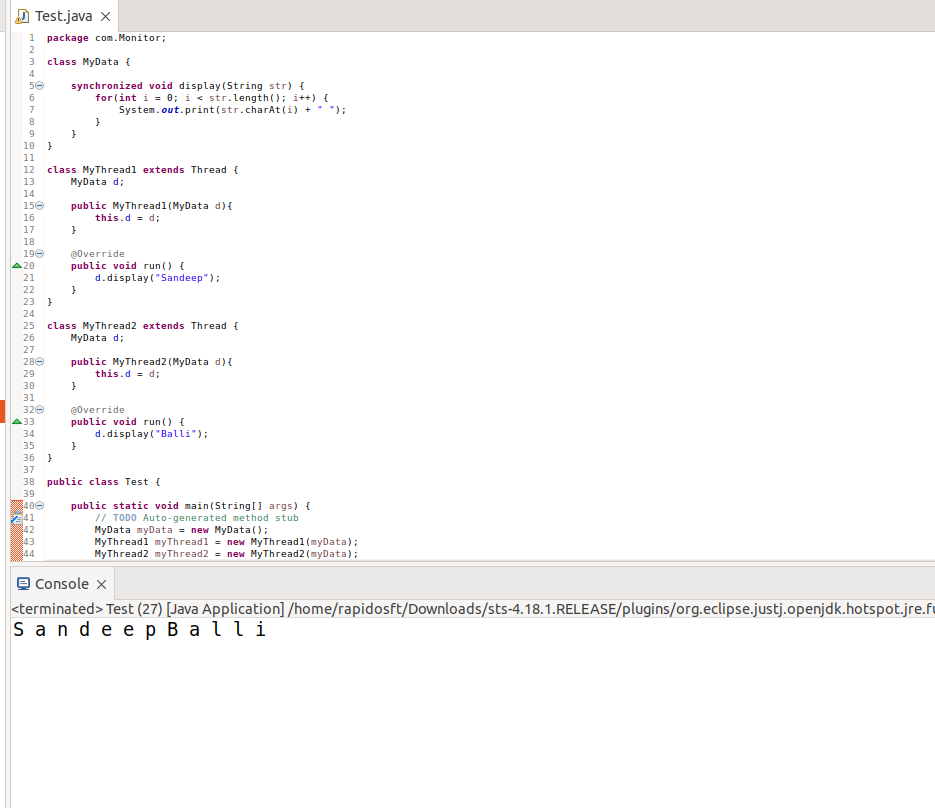 Test.java
1 package com.Monitor;
2
3 class MyData {
4
5     synchronized void display(String str) {
6         for(int i = 0; i < str.length(); i++) {
7             System.out.print(str.charAt(i) + " ");
8         }
9     }
10 }
11
12 class MyThread1 extends Thread {
13     MyData d;
14
15     public MyThread1(MyData d){
16         this.d = d;
17     }
18
19     @Override
20     public void run() {
21         d.display("Sandeep");
22     }
23 }
24
25 class MyThread2 extends Thread {
26     MyData d;
27
28     public MyThread2(MyData d){
29         this.d = d;
30     }
31
32     @Override
33     public void run() {
34         d.display("Balli");
35     }
36 }
37
38 public class Test {
39
40     public static void main(String[] args) {
41         // TODO Auto-generated method stub
42         MyData myData = new MyData();
43         MyThread1 myThread1 = new MyThread1(myData);
44         MyThread2 myThread2 = new MyThread2(myData);
Console
<terminated> Test (27) [Java Application] /home/rapidosoft/Downloads/sts-4.18.1.RELEASE/plugins/org.eclipse.justj.openjdk.hotspot.jre.fu
S a n d e e p B a l l i